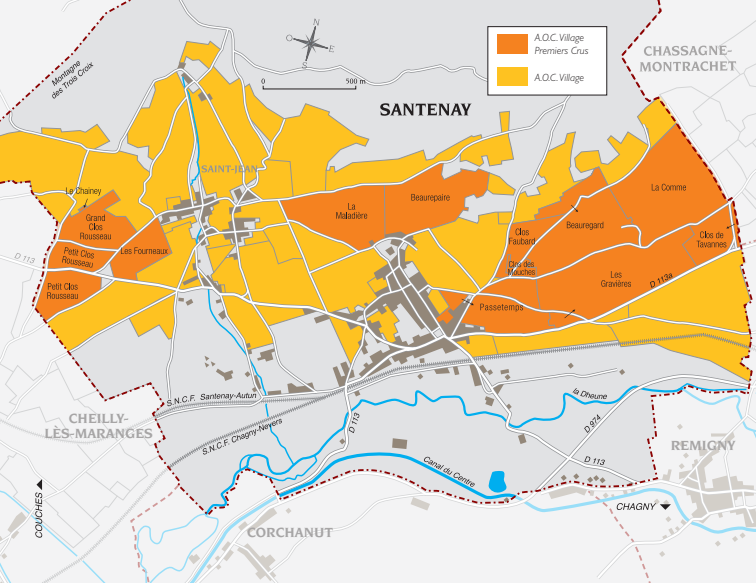 N
O
E
S
500 m
0
A.O.C. Village
Premiers Crus
A.O.C. Village
Montagne
des Trois Croix
CHASSAGNE-
MONTRACHET
SANTENAY
SAINT-JEAN
Le Chainey
Grand
Clos
Rousseau
Petit Clos
Rousseau
Petit Clos
Rousseau
Les Fourneaux
D 113
La
Maladière
Beaurepaire
La Comme
Clos
Faubard
Beauregard
Clos de
Tavannes
Clos des
Mouches
Les
Gravières
D 113a
Passetemps
S.N.C.F. Santenay-Autun
S.N.C.F. Chagny-Nevers
D 113
la Dheune
D 974
D 113
Canal du Centre
CHEILLY-
LÈS-MARANGES
REMIGNY
COUCHES
CORCHANUT
CHAGNY